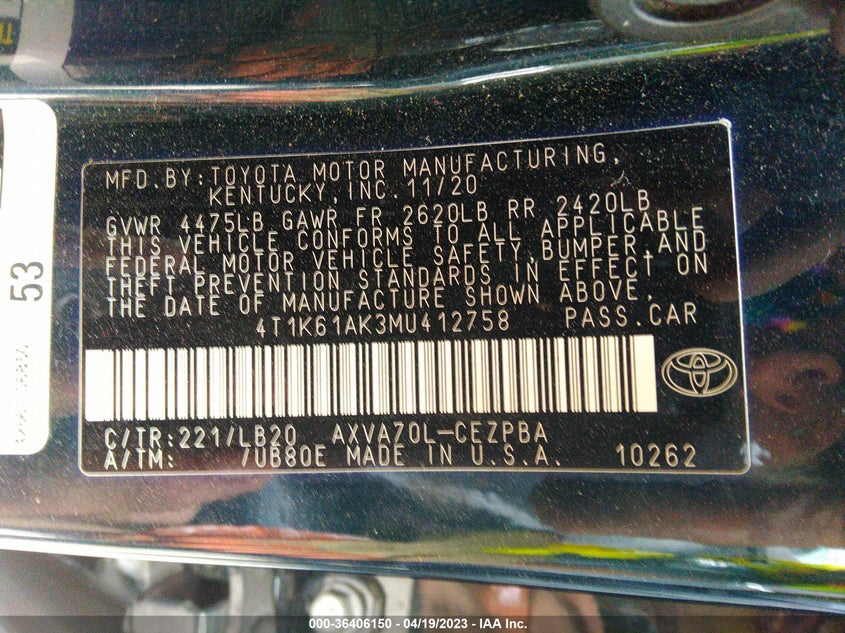 MFD.BY:TOYOTA MOTOR MANUFACTURING,
KENTUCKY,INC.11/20
GVWR 4475LB GAWR FR 2620LB RR 2420LB
THIS VEHICLE CONFORMS TO ALL APPLICABLE
FEDERAL MOTOR VEHICLE SAFETY,BUMPER,AND
THEFT PREVENTION STANDARDS IN EFFECT ON
THE DATE OF MANUFACTURE SHOWN ABOVE.
4T1K61AK3MU412758 PASS.CAR
C/TR:221/LB20 AXVA70L-CEZPBA
A/TM: /UB80E MADE IN U.S.A. 10262
53
000-36406150 - 04/19/2023 - IAA Inc.